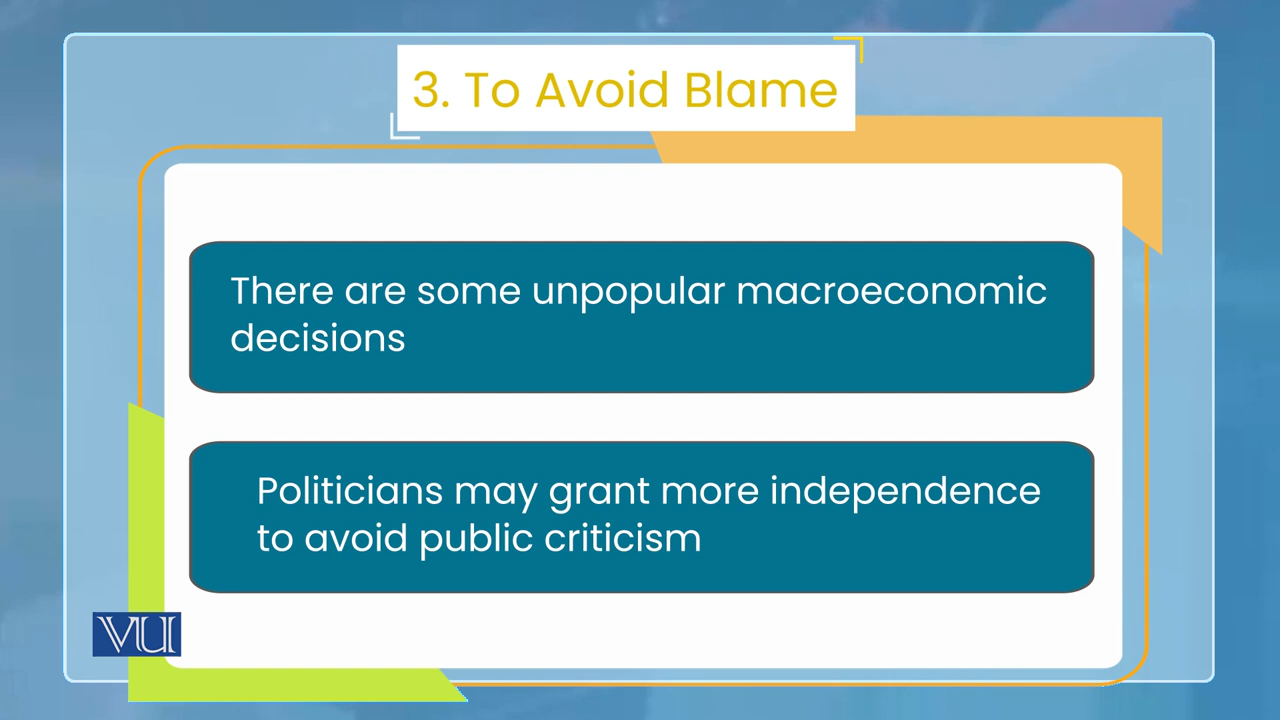 3. To Avoid Blame
There are some unpopular macroeconomic
decisions
Politicians may grant more independence
to avoid public criticism
VU